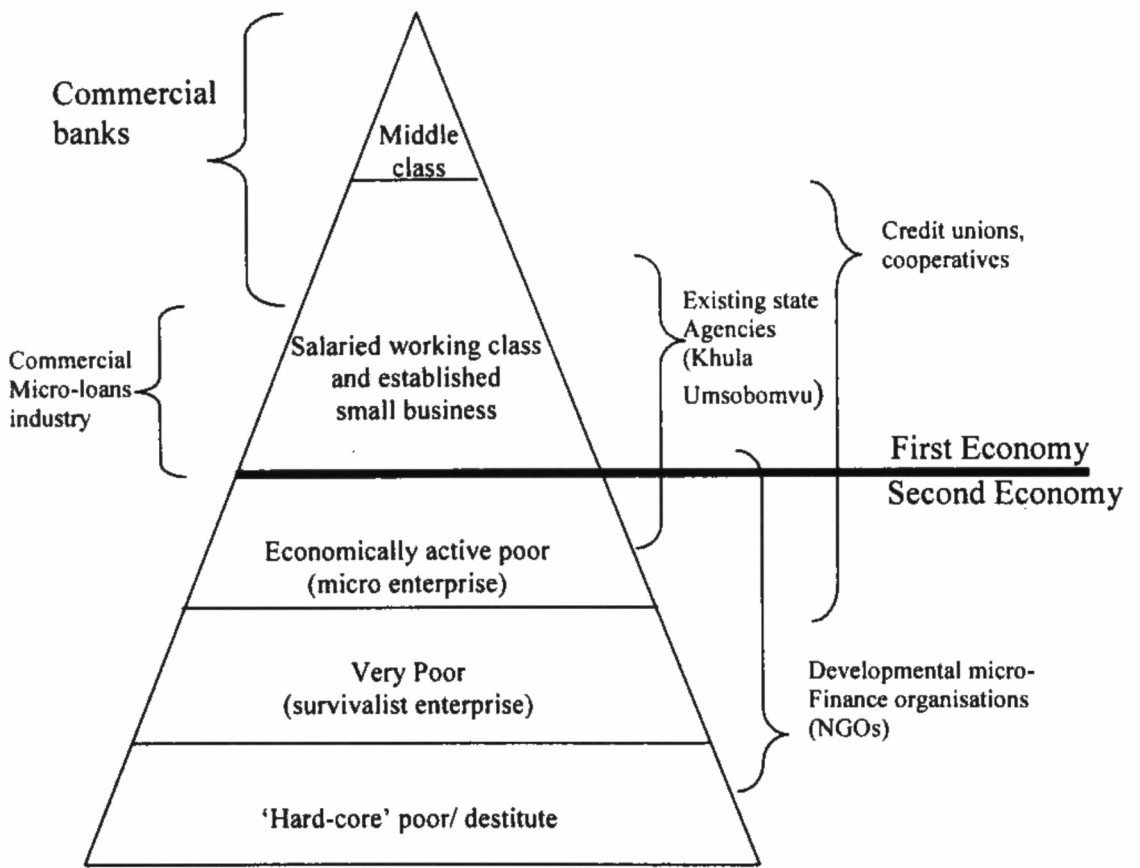 Commercial
banks
Middle
class
Credit unions,
cooperatives
Existing state
Agencies
(Khula
Umsobomvu)
Commercial
Micro-loans
industry
Salaried working class
and established
small business
First Economy
Second Economy
Economically active poor
(micro enterprise)
Very Poor
(survivalist enterprise)
Developmental micro-
Finance organisations
(NGOs)
‘Hard-core’ poor/ destitute